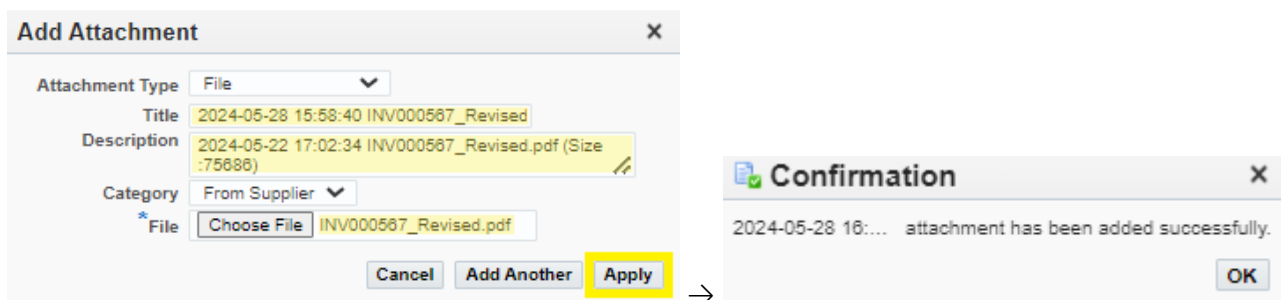 Add Attachment
Attachment Type File
Title 2024-05-28 15:58:40 INV000567_Revised
Description 2024-05-22 17:02:34 INV000567_Revised.pdf (Size
:75686)
Category From Supplier
*File Choose File INV000567_Revised.pdf
Cancel Add Another Apply
→
Confirmation
2024-05-28 16:... attachment has been added successfully.
OK